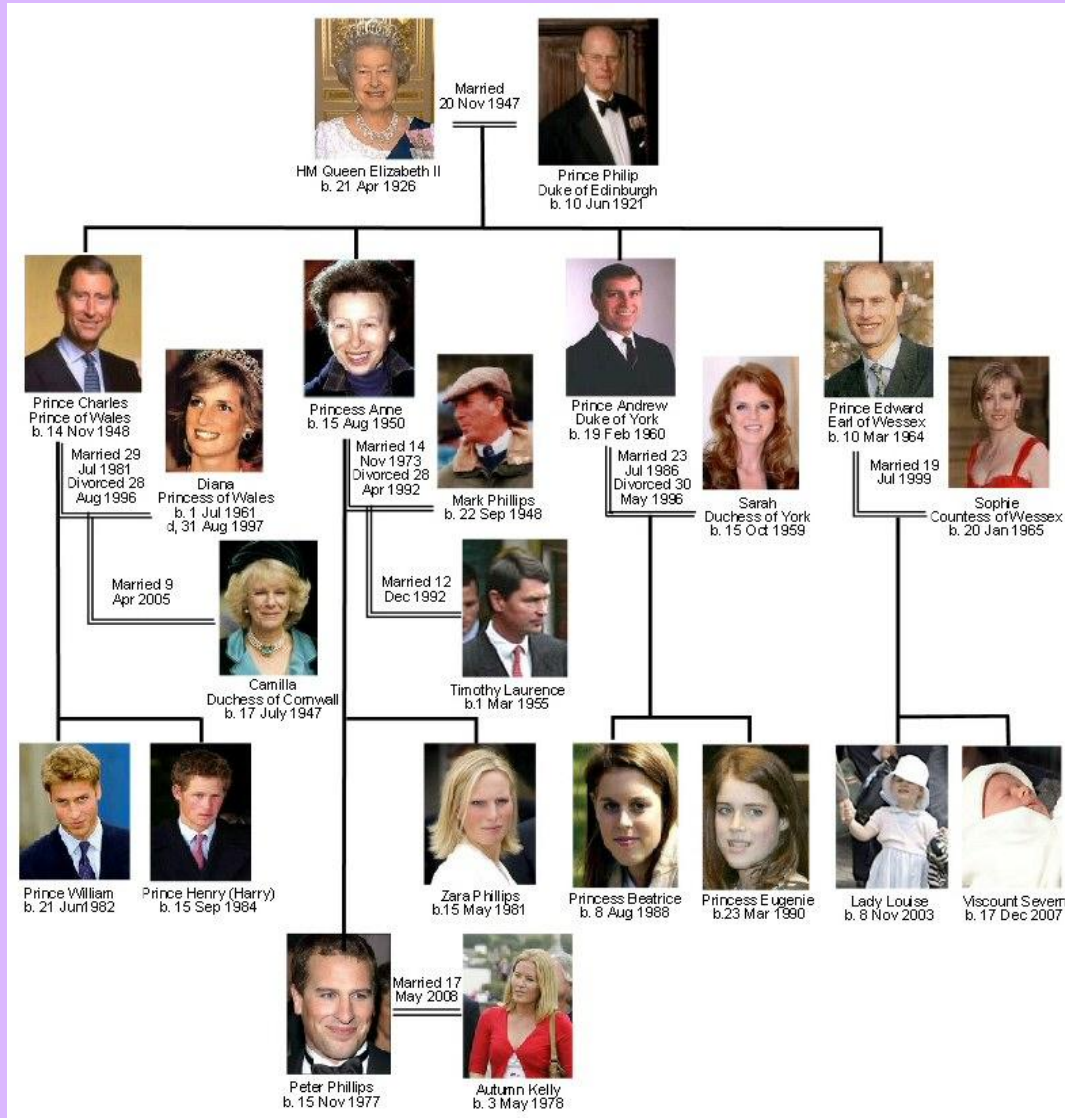 Married
20 Nov 1947
HM Queen Elizabeth II
b. 21 Apr 1926
Prince Philip
Duke of Edinburgh
b. 10 Jun 1921
Prince Charles
Prince of Wales
b. 14 Nov 1948
Married 29
Jul 1981
Divorced 28
Aug 1996
Diana
Princess of Wales
b. 1 Jul 1961
d, 31 Aug 1997
Married 9
Apr 2005
Camilla
Duchess of Cornwall
b. 17 July 1947
Princess Anne
b. 15 Aug 1950
Married 14
Nov 1973
Divorced 28
Apr 1992
Mark Phillips
b. 22 Sep 1948
Married 12
Dec 1992
Timothy Laurence
b.1 Mar 1955
Prince Andrew
Duke of York
b. 19 Feb 1960
Married 23
Jul 1986
Divorced 30
May 1996
Sarah
Duchess of York
b. 15 Oct 1959
Prince Edward
Earl of Wessex
b. 10 Mar 1964
Married 19
Jul 1999
Sophie
Countess of Wessex
b. 20 Jan 1965
Prince William
b. 21 Jun1982
Prince Henry (Harry)
b. 15 Sep 1984
Zara Phillips
b.15 May 1981
Princess Beatrice
b. 8 Aug 1988
Princess Eugenie
b.23 Mar 1990
Lady Louise
b. 8 Nov 2003
Viscount Severn
b. 17 Dec 2007
Peter Phillips
b. 15 Nov 1977
Married 17
May 2008
Autumn Kelly
b. 3 May 1978